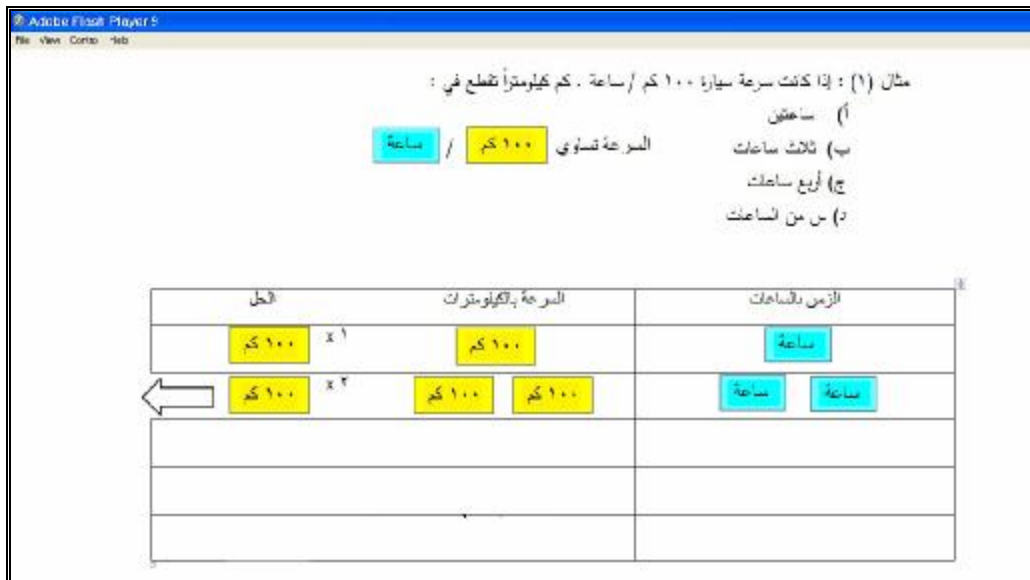 Adobe Flash Player 9
File View Control Help
مثال (١) : إذا كانت سرعة سيارة ١٠٠ كم / ساعة . كم كيلومتراً تقطع في :
أ) ساعتين
ب) ثلاث ساعات
السرعة تساوي ١٠٠ كم / ساعة
ج) أربع ساعات
د) س من الساعات
الزمن بالساعات السرعة بالكيلومترات الحل
ساعة ١٠٠ كم ١ x ١٠٠ كم
ساعة ساعة ١٠٠ كم ١٠٠ كم ٢ x ١٠٠ كم